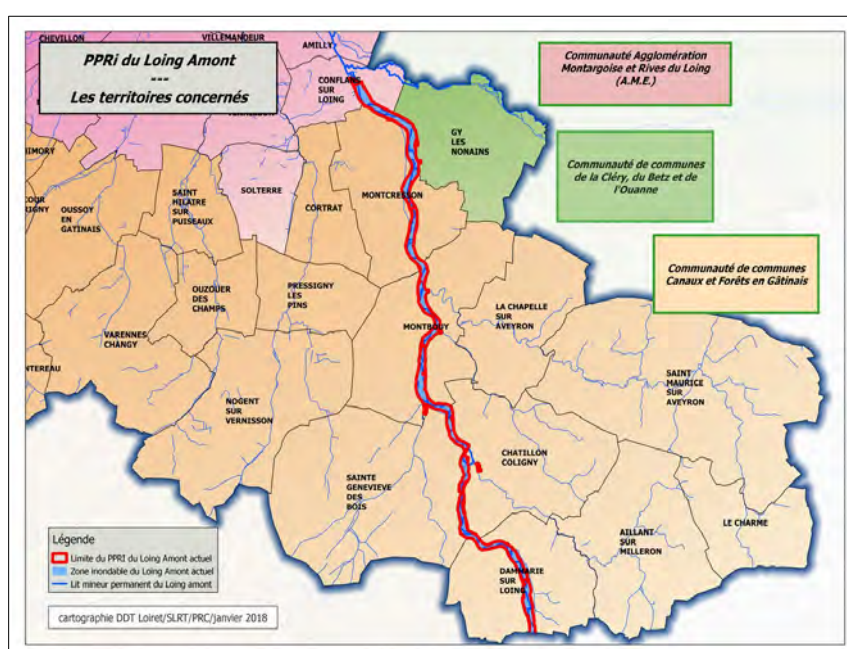 CHEVILLON
VILLEMANDEUR
AMILLY
PPRi du Loing Amont
---
Les territoires concernés
CONFLANS
SUR
LOING
Communauté Agglomération
Montargoise et Rives du Loing
(A.M.E.)
GY
LES
NONAINS
Communauté de communes
de la Cléry, du Betz et de
l'Ouanne
Communauté de communes
Canaux et Forêts en Gâtinais
SOLTERRE
SAINT
HILAIRE
SUR
PUISEAUX
CORTRAT
MONTCRESSON
OUSSOY
EN
GATINAIS
OUZOUER
DES
CHAMPS
PRESSIGNY
LES
PINS
VARENNES
CHANGY
MONTBOUY
LA CHAPELLE
SUR
AVEYRON
NOGENT
SUR
VERNISSON
SAINT
MAURICE
SUR
AVEYRON
SAINTE
GENEVIEVE
DES
BOIS
CHATILLON
COLIGNY
AILLANT
SUR
MILLERON
LE CHARME
DAMMARIE
SUR
LOING
Légende
Limite du PPRI du Loing Amont actuel
Zone inondable du Loing Amont actuel
Lit mineur permanent du Loing amont
cartographie DDT Loiret/SLRT/PRC/janvier 2018